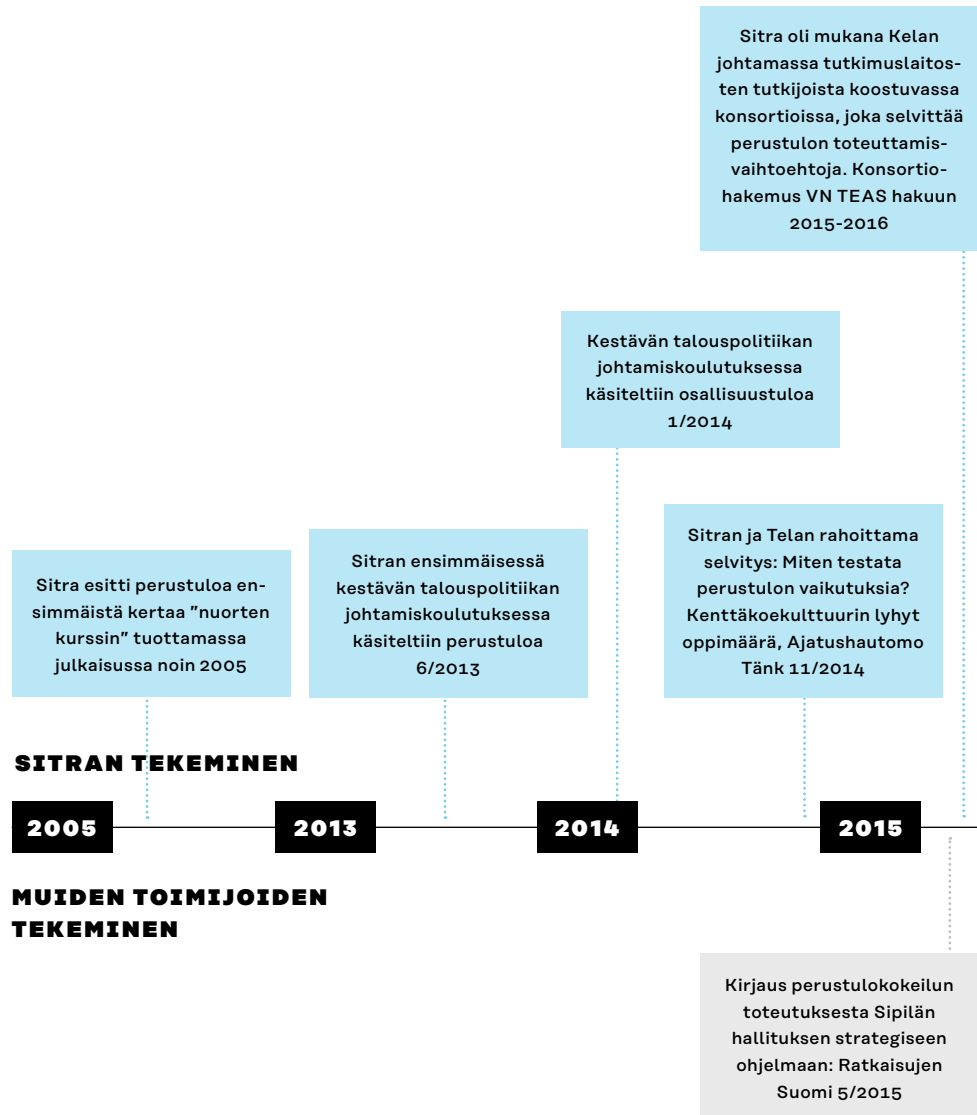 Sitra oli mukana Kelan
johtamassa tutkimuslaitos-
ten tutkijoista koostuvassa
konsortioissa, joka selvittää
perustulon toteuttamis-
vaihtoehtoja. Konsortio-
hakemus VN TEAS hakuun
2015-2016
Kestävän talouspolitiikan
johtamiskoulutuksessa
käsiteltiin osallisuustuloa
1/2014
Sitra esitti perustuloa en-
simmäistä kertaa ”nuorten
kurssin” tuottamassa
julkaisussa noin 2005
Sitran ensimmäisessä
kestävän talouspolitiikan
johtamiskoulutuksessa
käsiteltiin perustuloa
6/2013
Sitran ja Telan rahoittama
selvitys: Miten testata
perustulon vaikutuksia?
Kenttäkoekulttuurin lyhyt
oppimäärä, Ajatushautomo
Tänk 11/2014
SITRAN TEKEMINEN
2005
2013
2014
2015
MUIDEN TOIMIJOIDEN
TEKEMINEN
Kirjaus perustulokokeilun
toteutuksesta Sipilän
hallituksen strategiseen
ohjelmaan: Ratkaisujen
Suomi 5/2015